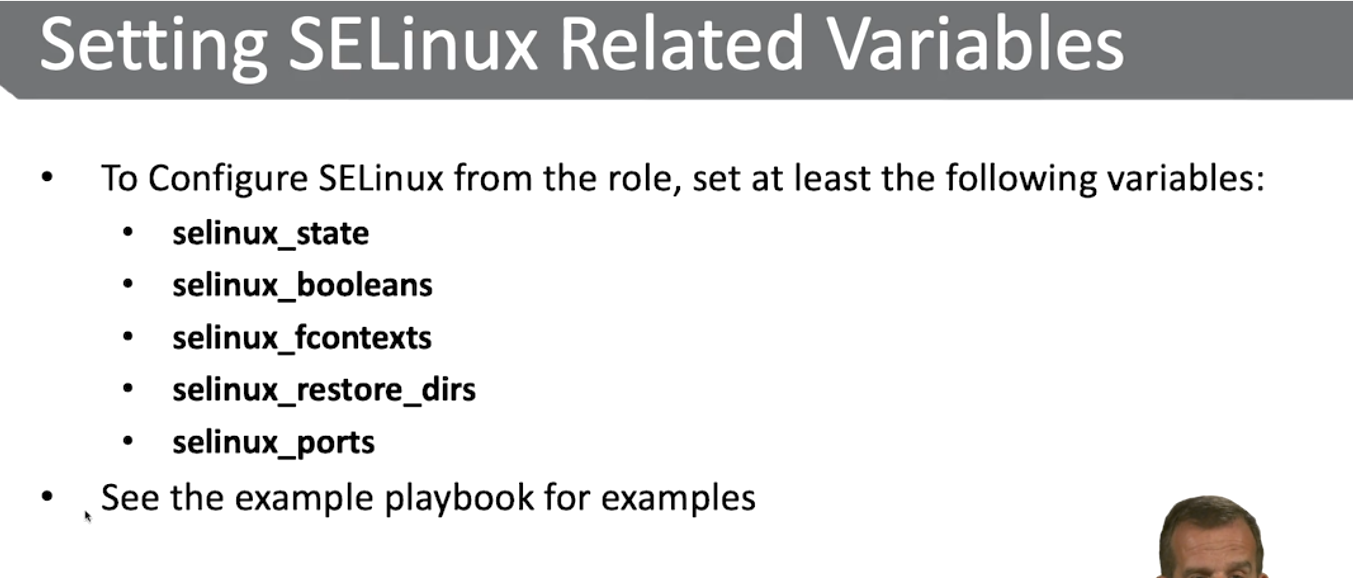 Setting SELinux Related Variables
• To Configure SELinux from the role, set at least the following variables:
• selinux_state
• selinux_booleans
• selinux_fcontexts
• selinux_restore_dirs
• selinux_ports
• See the example playbook for examples